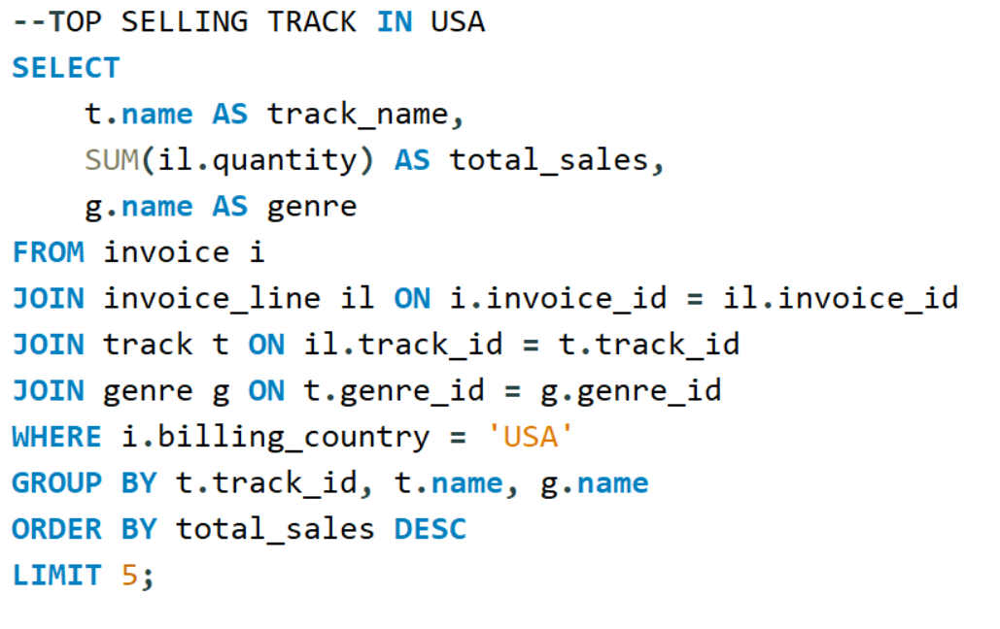 --TOP SELLING TRACK IN USA
SELECT
    t.name AS track_name,
    SUM(il.quantity) AS total_sales,
    g.name AS genre
FROM invoice i
JOIN invoice_line il ON i.invoice_id = il.invoice_id
JOIN track t ON il.track_id = t.track_id
JOIN genre g ON t.genre_id = g.genre_id
WHERE i.billing_country = 'USA'
GROUP BY t.track_id, t.name, g.name
ORDER BY total_sales DESC
LIMIT 5;